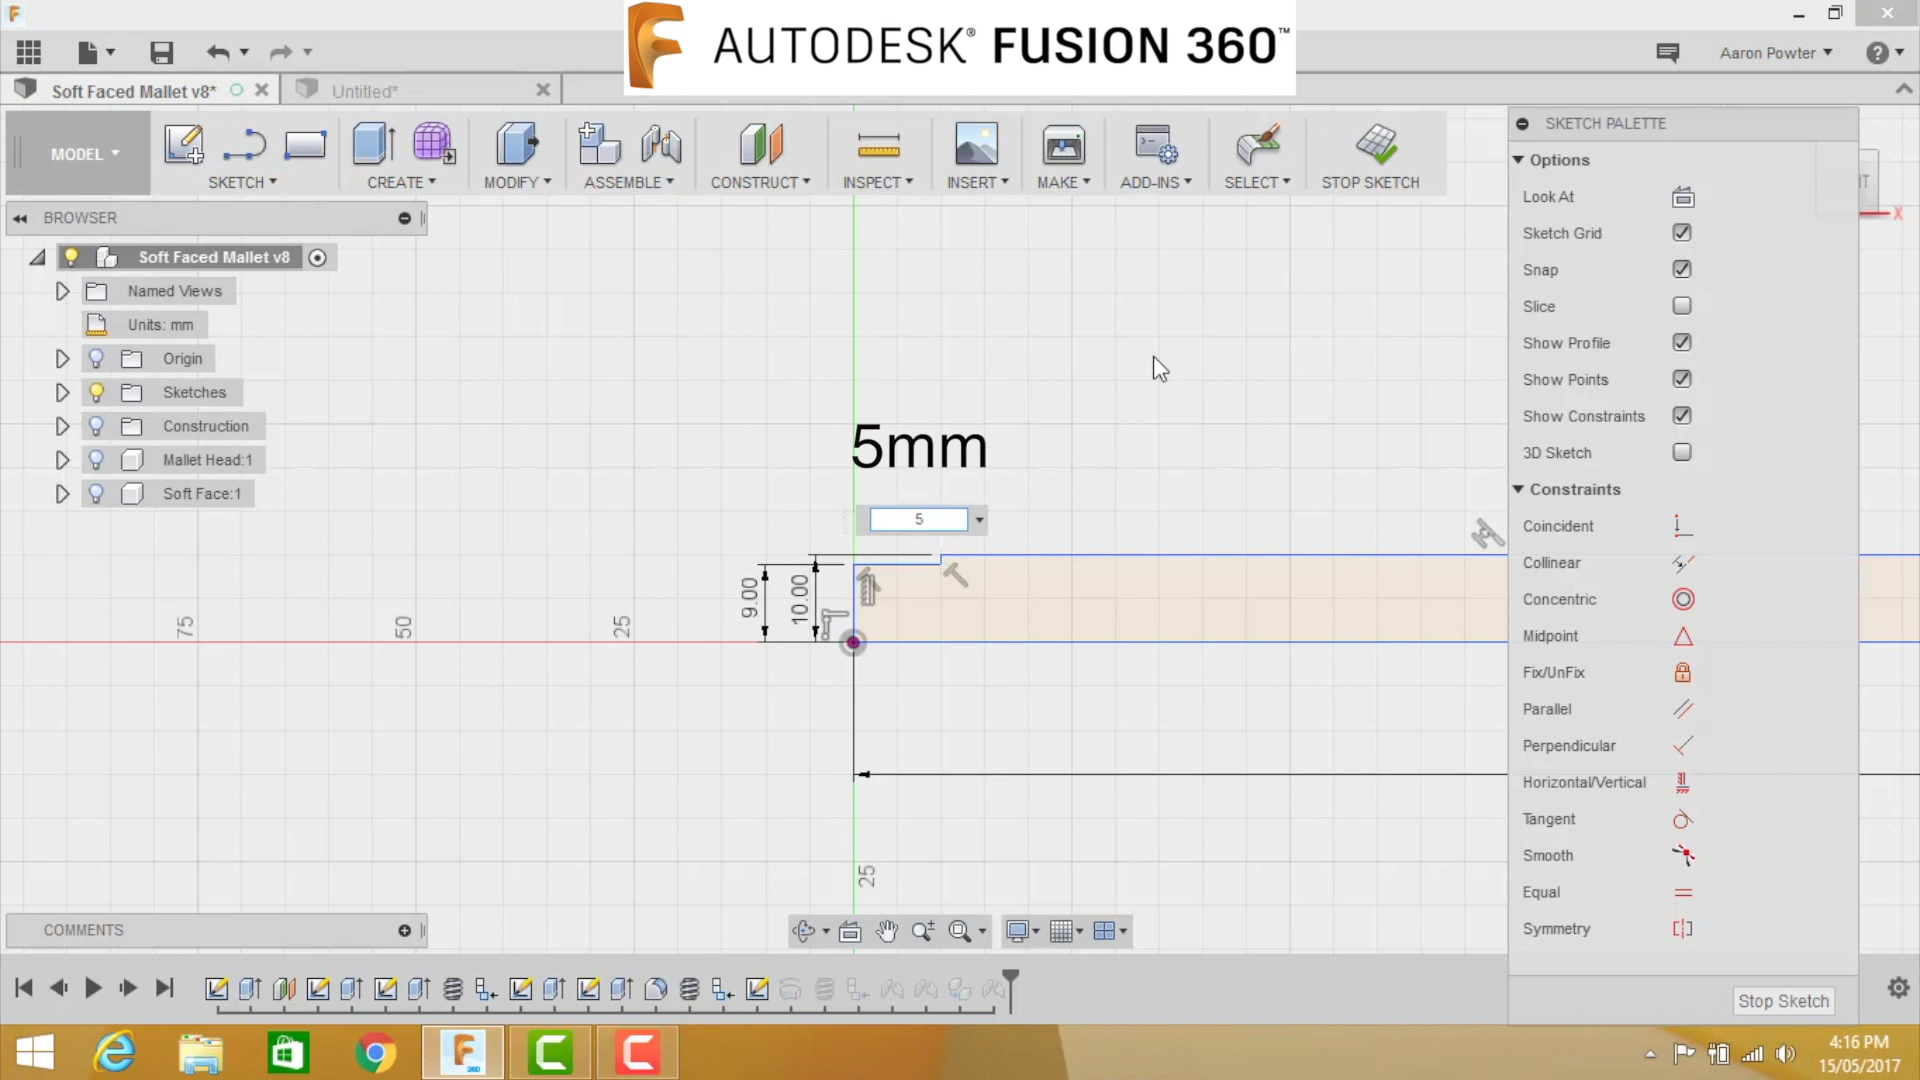 AUTODESK® FUSION 360™
Aaron Powter
Soft Faced Mallet v8*
Untitled*
MODEL
SKETCH
CREATE
MODIFY
ASSEMBLE
CONSTRUCT
INSPECT
INSERT
MAKE
ADD-INS
SELECT
STOP SKETCH
BROWSER
Soft Faced Mallet v8
Named Views
Units: mm
Origin
Sketches
Construction
Mallet Head:1
Soft Face:1
SKETCH PALETTE
Options
Look At
Sketch Grid
Snap
Slice
Show Profile
Show Points
Show Constraints
3D Sketch
Constraints
Coincident
Collinear
Concentric
Midpoint
Fix/UnFix
Parallel
Perpendicular
Horizontal/Vertical
Tangent
Smooth
Equal
Symmetry
Stop Sketch
X
5mm
5
9.00
10.00
75
50
25
25
COMMENTS
4:16 PM
15/05/2017